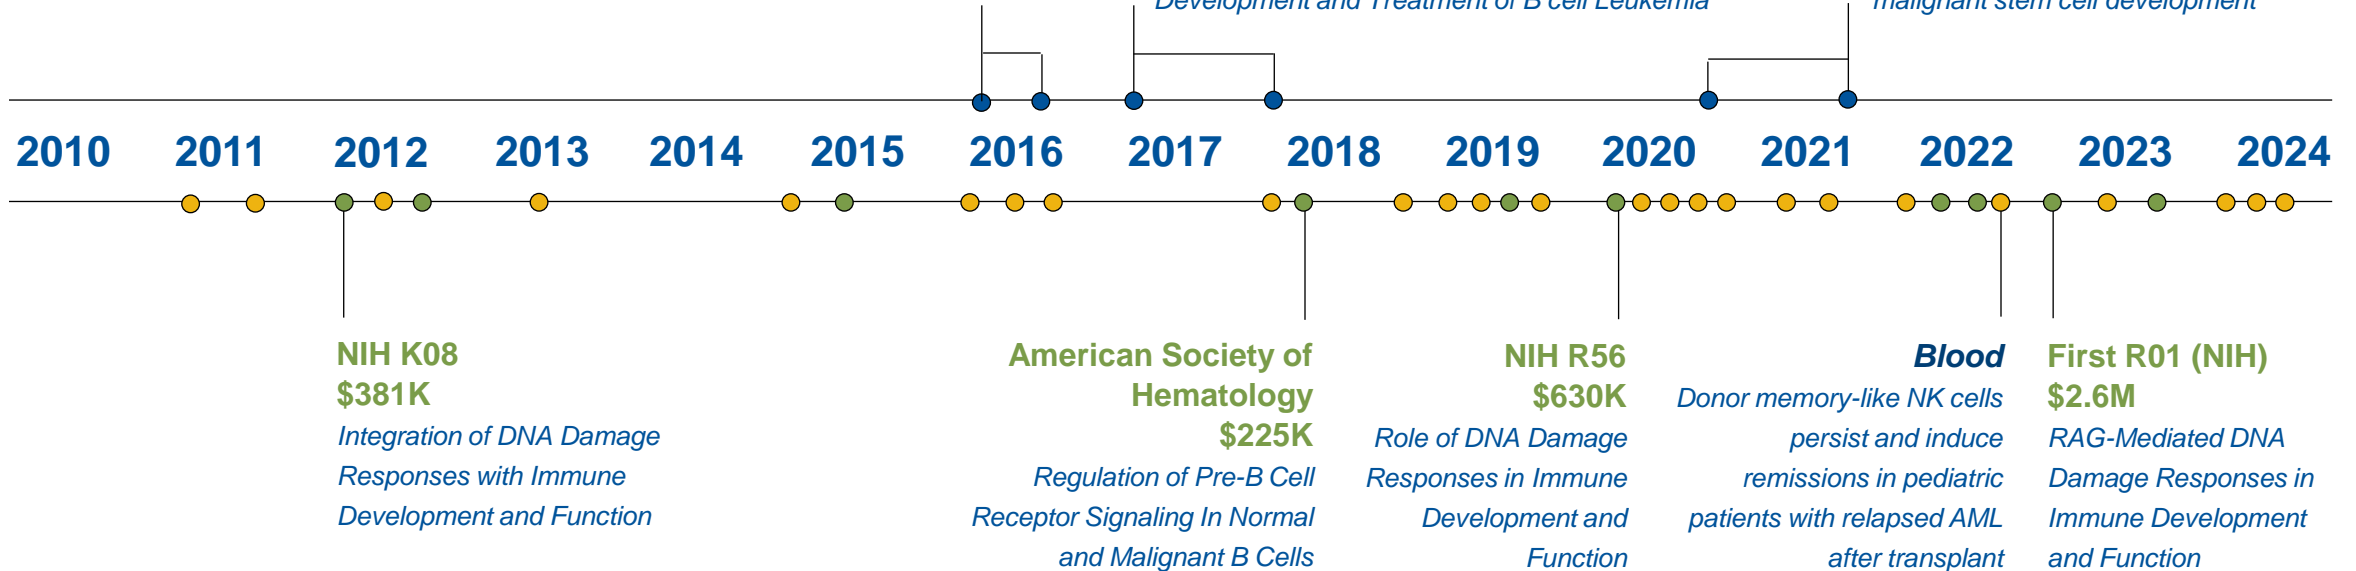 Development and Treatment of B cell Leukemia
malignant stem cell development
2010 2011 2012 2013 2014 2015 2016 2017 2018 2019 2020 2021 2022 2023 2024
NIH K08
$381K
Integration of DNA Damage
Responses with Immune
Development and Function
American Society of
Hematology
$225K
Regulation of Pre-B Cell
Receptor Signaling In Normal
and Malignant B Cells
NIH R56
$630K
Role of DNA Damage
Responses in Immune
Development and
Function
Blood
Donor memory-like NK cells
persist and induce
remissions in pediatric
patients with relapsed AML
after transplant
First R01 (NIH)
$2.6M
RAG-Mediated DNA
Damage Responses in
Immune Development
and Function